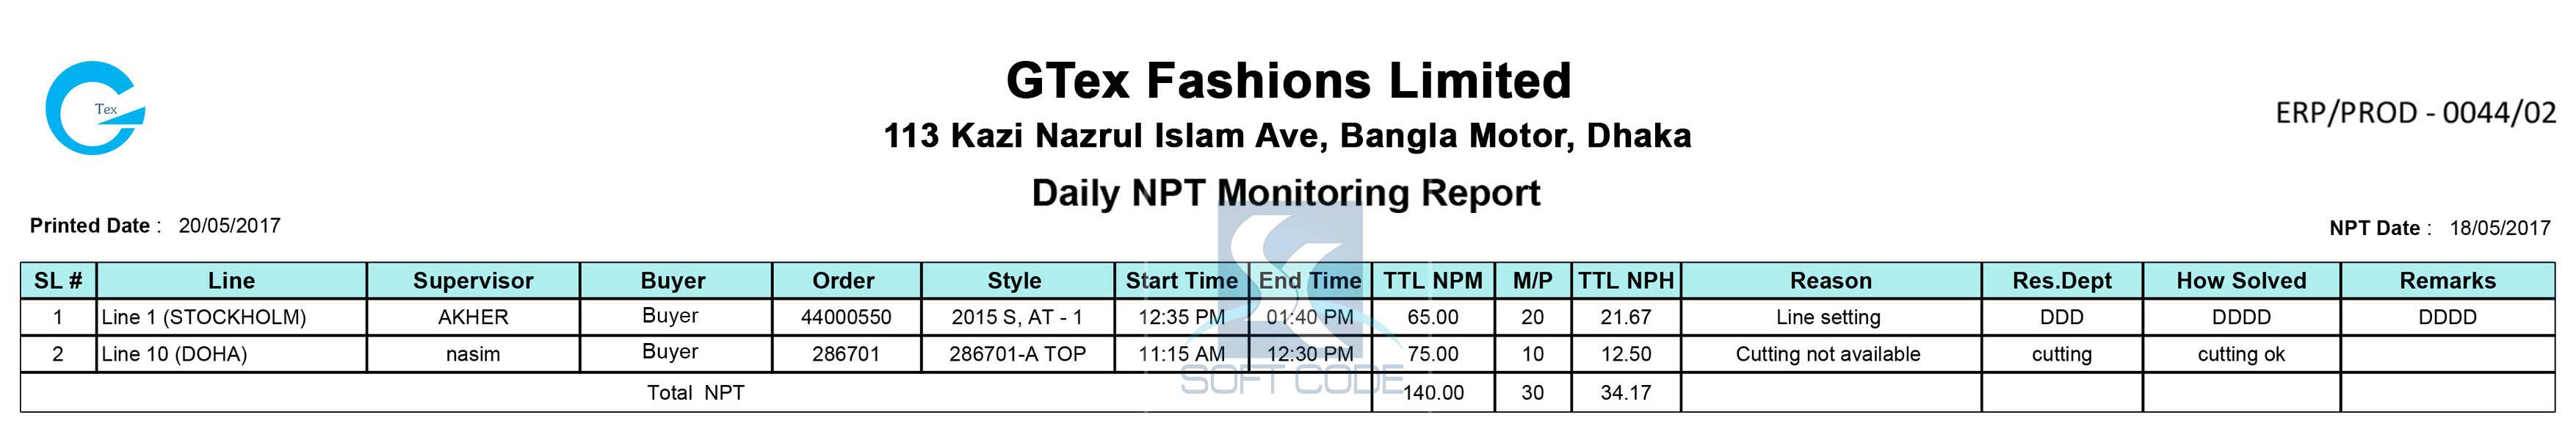 Tex
GTex Fashions Limited
113 Kazi Nazrul Islam Ave, Bangla Motor, Dhaka
ERP/PROD - 0044/02
Daily NPT Monitoring Report
Printed Date : 20/05/2017
NPT Date : 18/05/2017
SL # Line Supervisor Buyer Order Style Start Time End Time TTL NPM M/P TTL NPH Reason Res.Dept How Solved Remarks
1 Line 1 (STOCKHOLM) AKHER Buyer 44000550 2015 S, AT - 1 12:35 PM 01:40 PM 65.00 20 21.67 Line setting DDD DDDD DDDD
2 Line 10 (DOHA) nasim Buyer 286701 286701-A TOP 11:15 AM 12:30 PM 75.00 10 12.50 Cutting not available cutting cutting ok
Total NPT 140.00 30 34.17
SOFT CODE